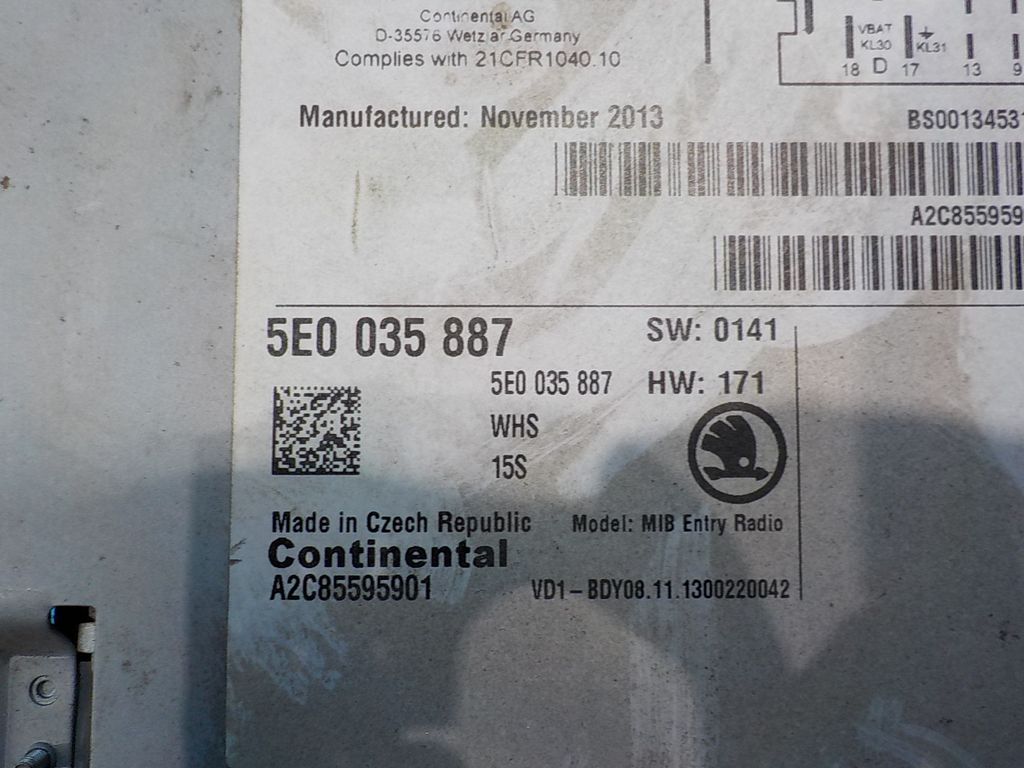 Continental AG
D-35576 Wetzlar Germany
Complies with 21CFR1040.10
VBAT
KL30
KL31
18 D 17 13 9
Manufactured: November 2013
BS00134531
A2C855959
5E0 035 887
SW: 0141
5E0 035 887
HW: 171
WHS
15S
Made in Czech Republic
Model: MIB Entry Radio
Continental
A2C85595901
VD1-BDY08.11.1300220042